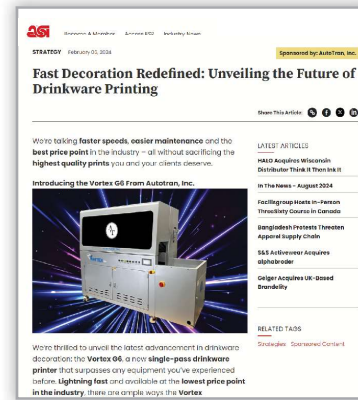 asi
Become A Member Access ESP Industry News
STRATEGY February 02, 2024
Sponsored by: AutoTran, Inc.
Fast Decoration Redefined: Unveiling the Future of
Drinkware Printing
Share This Article:
We're talking faster speeds, easier maintenance and the
best price point in the industry – all without sacrificing the
highest quality prints you and your clients deserve.
Introducing the Vortex G6 From Autotran, Inc.
We're thrilled to unveil the latest advancement in drinkware
decoration: the Vortex G6, a new single-pass drinkware
printer that surpasses any equipment you've experienced
before. Lightning fast and available at the lowest price point
in the industry, there are ample ways the Vortex
LATEST ARTICLES
HALO Acquires Wisconsin
Distributor Think It Then Ink It
In The News – August 2024
Facilisgroup Hosts In-Person
ThreeSixty Course in Canada
Bangladesh Protests Threaten
Apparel Supply Chain
S&S Activewear Acquires
alphabroder
Geiger Acquires UK-Based
Brandelity
RELATED TAGS
Strategies Sponsored Content